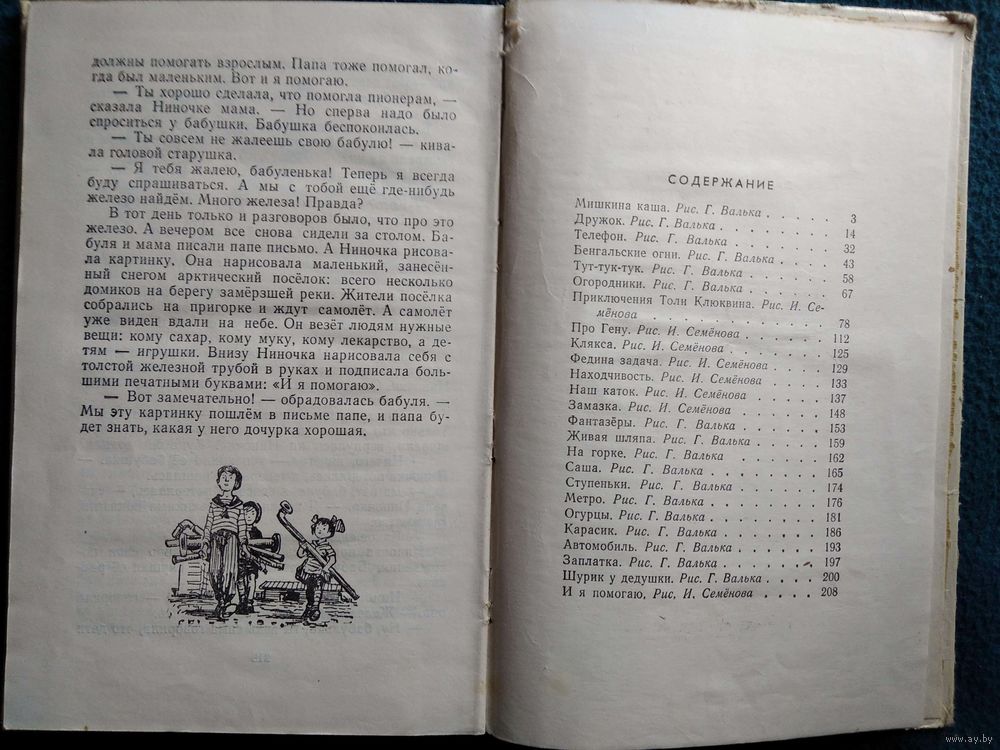 должны помогать взрослым. Папа тоже помогал, ко-
гда был маленьким. Вот и я помогаю.
— Ты хорошо сделала, что помогла пионерам, —
сказала Ниночке мама. — Но сперва надо было
спроситься у бабушки. Бабушка беспокоилась.
— Ты совсем не жалеешь свою бабулю! — кива-
ла головой старушка.
— Я тебя жалею, бабуленька! Теперь я всегда
буду спрашиваться. А мы с тобой ещё где-нибудь
железо найдём. Много железа! Правда?
В тот день только и разговоров было, что про это
железо. А вечером все снова сидели за столом. Ба-
буля и мама писали папе письмо. А Ниночка рисова-
ла картинку. Она нарисовала маленький, занесён-
ный снегом арктический посёлок: всего несколько
домиков на берегу замёрзшей реки. Жители посёлка
собрались на пригорке и ждут самолёт. А самолёт
уже виден вдали на небе. Он везёт людям нужные
вещи: кому сахар, кому муку, кому лекарство, а де-
тям — игрушки. Внизу Ниночка нарисовала себя с
толстой железной трубой в руках и подписала боль-
шими печатными буквами: «И я помогаю».
— Вот замечательно! — обрадовалась бабуля. —
Мы эту картинку пошлём в письме папе, и папа бу-
дет знать, какая у него дочурка хорошая.
СОДЕРЖАНИЕ
Мишкина каша. Рис. Г. Валька . . . . . 3
Дружок. Рис. Г. Валька . . . . . . 14
Телефон. Рис. Г. Валька . . . . . . 32
Бенгальские огни. Рис. Г. Валька . . . . 43
Тут-тук-тук. Рис. Г. Валька . . . . . 58
Огородники. Рис. Г. Валька . . . . . 67
Приключения Толи Клюквина. Рис. И. Се-
мёнова . . . . . . . . . 78
Про Гену. Рис. И. Семёнова . . . . . 112
Клякса. Рис. И. Семёнова . . . . . 125
Федина задача. Рис. И. Семёнова . . . . 129
Находчивость. Рис. И. Семёнова . . . . 133
Наш каток. Рис. И. Семёнова . . . . . 137
Замазка. Рис. И. Семёнова . . . . . 148
Фантазёры. Рис. Г. Валька . . . . . 153
Живая шляпа. Рис. Г. Валька . . . . . 159
На горке. Рис. Г. Валька . . . . . 162
Саша. Рис. Г. Валька . . . . . . 165
Ступеньки. Рис. Г. Валька . . . . . 174
Метро. Рис. Г. Валька . . . . . . 176
Огурцы. Рис. Г. Валька . . . . . . 181
Карасик. Рис. Г. Валька . . . . . . 186
Автомобиль. Рис. Г. Валька . . . . . 193
Заплатка. Рис. Г. Валька . . . . . 197
Шурик у дедушки. Рис. Г. Валька . . . . 200
И я помогаю. Рис. И. Семёнова . . . . 208
www.ay.by